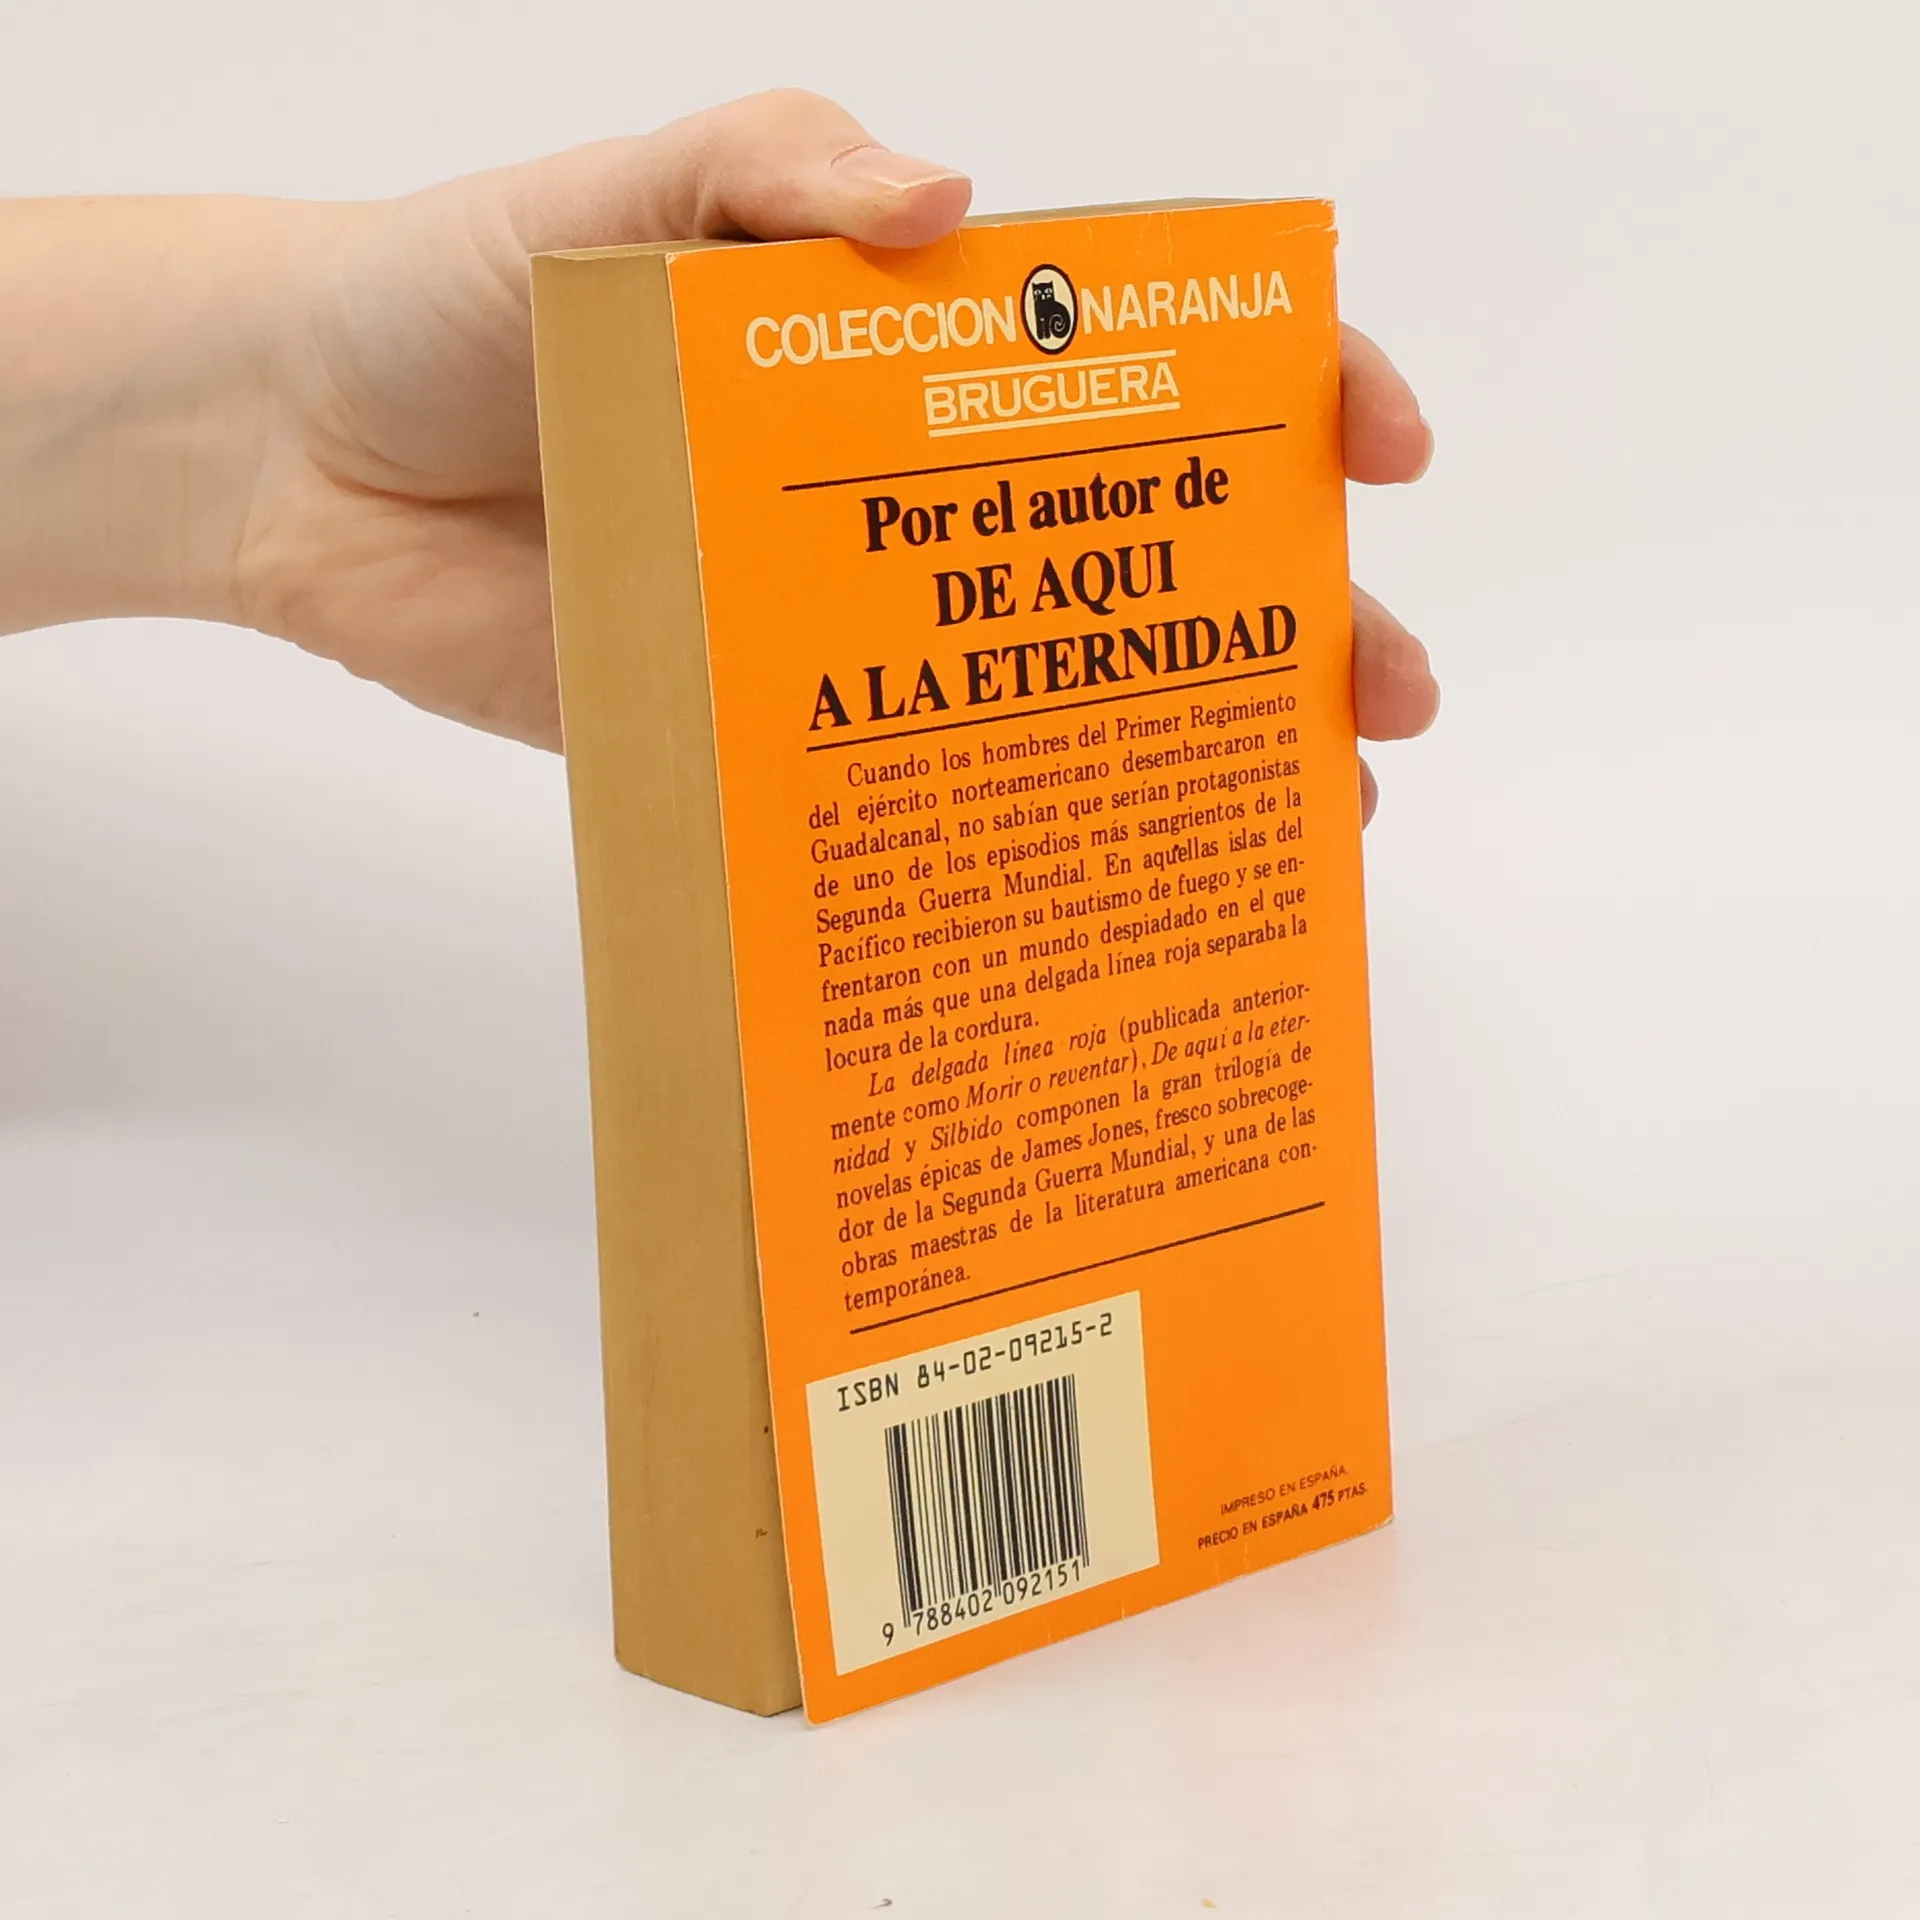 COLECCION NARANJA
BRUGUERA
Por el autor de
DE AQUI
A LA ETERNIDAD
Cuando los hombres del Primer Regimiento
del ejército norteamericano desembarcaron en
Guadalcanal, no sabían que serían protagonistas
de uno de los episodios más sangrientos de la
Segunda Guerra Mundial. En aquellas islas del
Pacífico recibieron su bautismo de fuego y se en-
frentaron con un mundo despiadado en el que
nada más que una delgada línea roja separaba la
locura de la cordura.
La delgada línea roja (publicada anterior-
mente como Morir o reventar), De aquí a la eter-
nidad y Silbido componen la gran trilogía de
novelas épicas de James Jones, fresco sobrecoge-
dor de la Segunda Guerra Mundial, y una de las
obras maestras de la literatura americana con-
temporánea.
ISBN 84-02-09215-2
9 788402 092151
IMPRESO EN ESPAÑA
PRECIO EN ESPAÑA 475 PTAS.